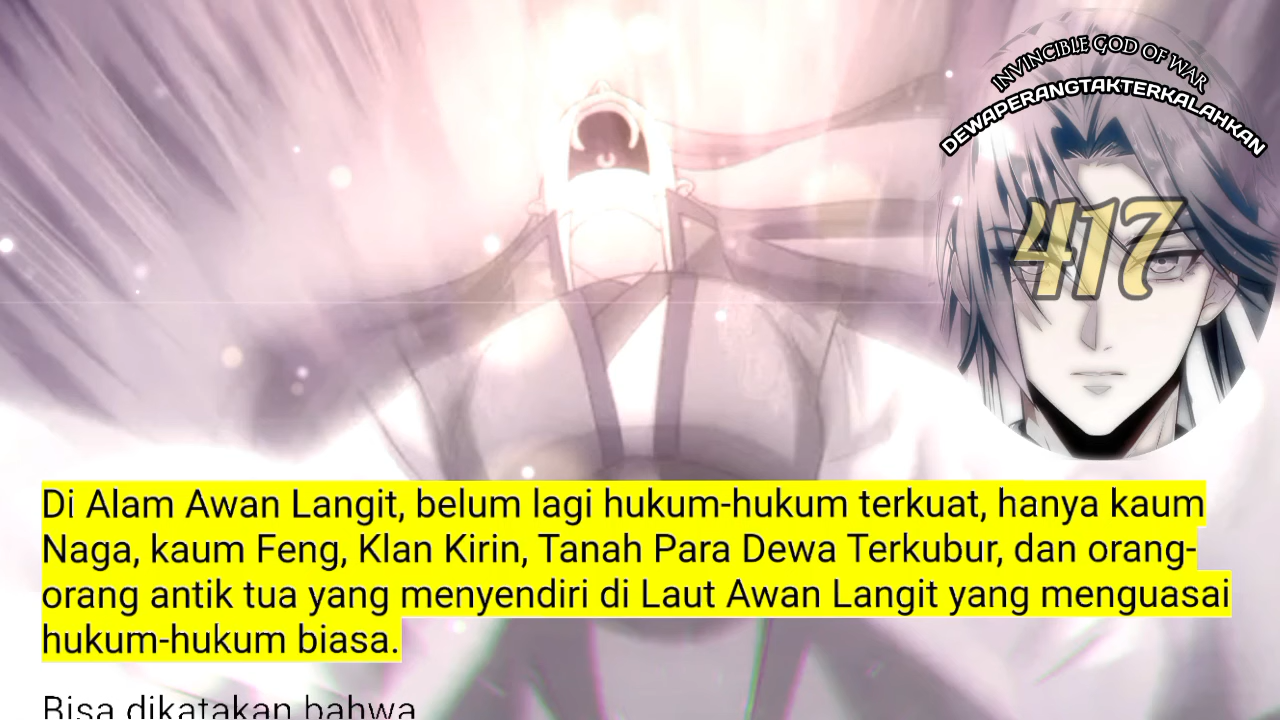 INVINCIBLE GOD OF WAR
DEWAPERANGTAKTERKALAHKAN
417
Di Alam Awan Langit, belum lagi hukum-hukum terkuat, hanya kaum
Naga, kaum Feng, Klan Kirin, Tanah Para Dewa Terkubur, dan orang-
orang antik tua yang menyendiri di Laut Awan Langit yang menguasai
hukum-hukum biasa.
Bisa dikatakan bahwa